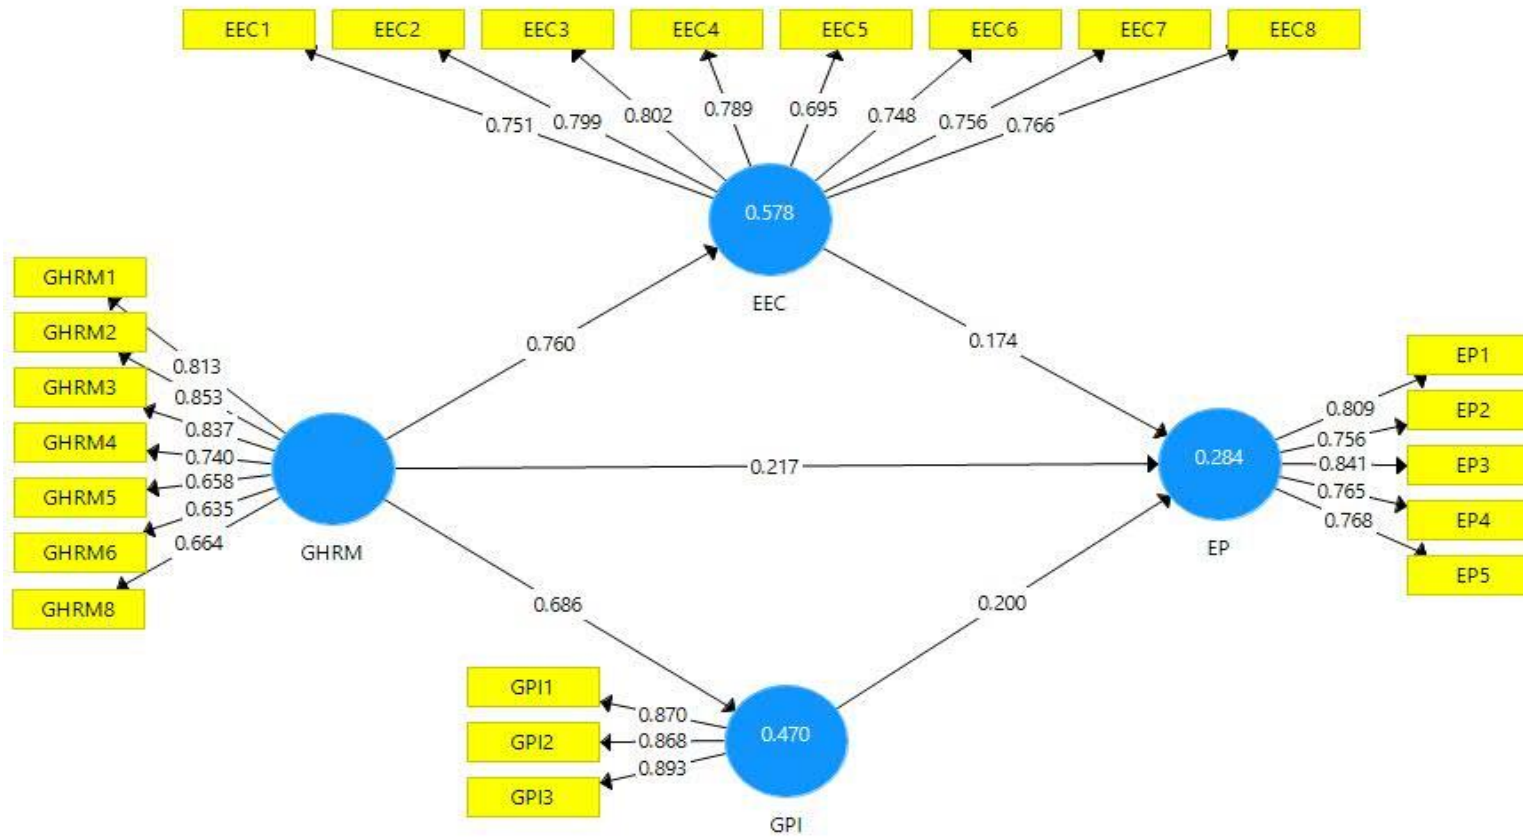 EEC1 EEC2 EEC3 EEC4 EEC5 EEC6 EEC7 EEC8
0.751 0.799 0.802 0.789 0.695 0.748 0.756 0.766
0.578
EEC
GHRM1
GHRM2
GHRM3
GHRM4
GHRM5
GHRM6
GHRM8
0.813
0.853
0.837
0.740
0.658
0.635
0.664
GHRM
0.760
0.174
0.217
0.686
0.200
0.284
EP
0.809
0.756
0.841
0.765
0.768
EP1
EP2
EP3
EP4
EP5
GPI1
GPI2
GPI3
0.870
0.868
0.893
0.470
GPI